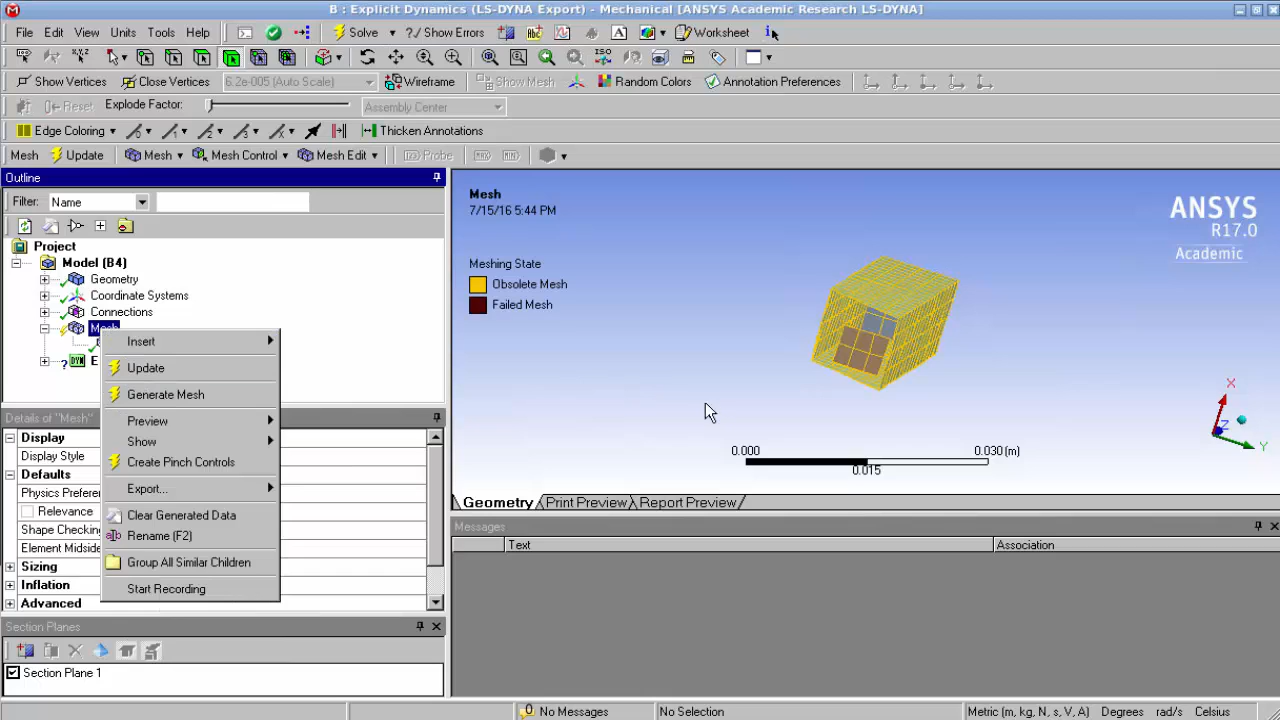 B : Explicit Dynamics (LS-DYNA Export) - Mechanical [ANSYS Academic Research LS-DYNA]
File Edit View Units Tools Help Solve ?/ Show Errors Worksheet
Show Vertices Close Vertices 6.2e-005 (Auto Scale) Wireframe Show Mesh Random Colors Annotation Preferences
Reset Explode Factor: Assembly Center
Edge Coloring Thicken Annotations
Mesh Update Mesh Mesh Control Mesh Edit Probe
Outline
Filter: Name
Project
Model (B4)
Geometry
Coordinate Systems
Connections
Mesh
E
Insert
Update
Generate Mesh
Preview
Show
Create Pinch Controls
Export...
Clear Generated Data
Rename (F2)
Group All Similar Children
Start Recording
Details of "Mesh"
Display
Display Style
Defaults
Physics Prefere
Relevance
Shape Checking
Element Midside
Sizing
Inflation
Advanced
Section Planes
Section Plane 1
Mesh
7/15/16 5:44 PM
Meshing State
Obsolete Mesh
Failed Mesh
ANSYS
R17.0
Academic
X
Y
Z
0.000 0.030 (m)
0.015
Geometry Print Preview Report Preview
Messages
Text Association
No Messages No Selection Metric (m, kg, N, s, V, A) Degrees rad/s Celsius